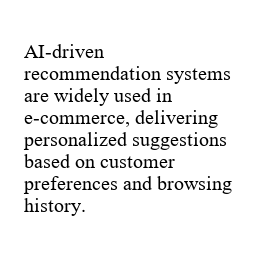 AI-driven
recommendation systems
are widely used in
e-commerce, delivering
personalized suggestions
based on customer
preferences and browsing
history.